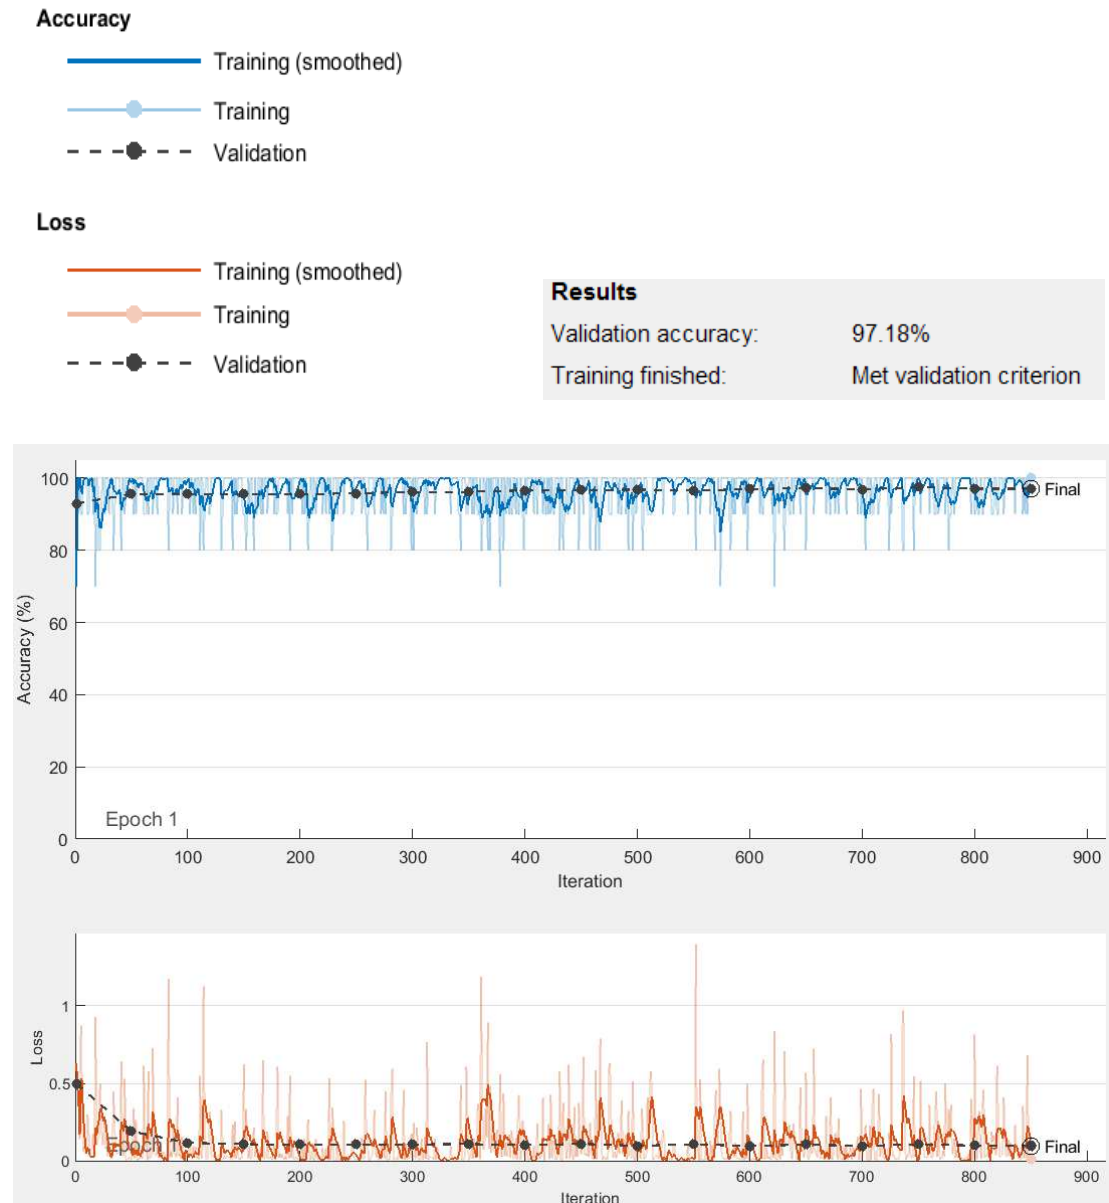 Accuracy
Training (smoothed)
Training
Validation
Loss
Training (smoothed)
Training
Validation
Results
Validation accuracy: 97.18%
Training finished: Met validation criterion
100
80
60
40
20
0
Accuracy (%)
Final
Epoch 1
0 100 200 300 400 500 600 700 800 900
Iteration
1
0.5
0
Loss
Final
Epoch 1
0 100 200 300 400 500 600 700 800 900
Iteration